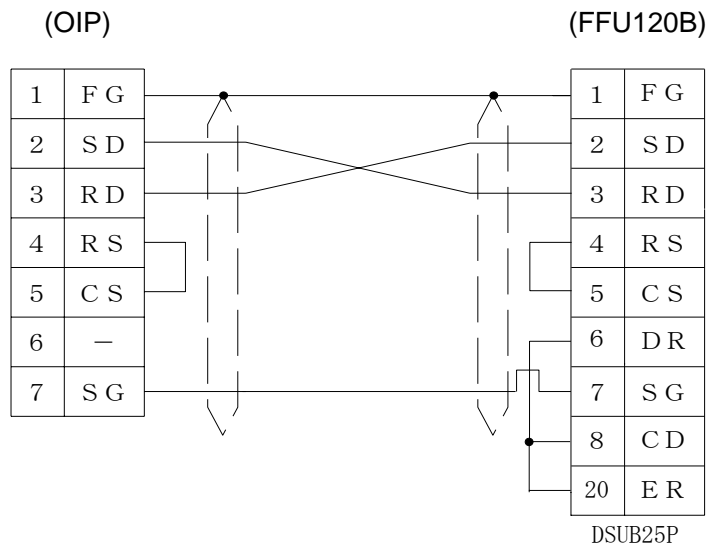 (OIP) (FFU120B)
1 FG 1 FG
2 SD 2 SD
3 RD 3 RD
4 RS 4 RS
5 CS 5 CS
6 － 6 DR
7 SG 7 SG
8 CD
20 ER
DSUB25P